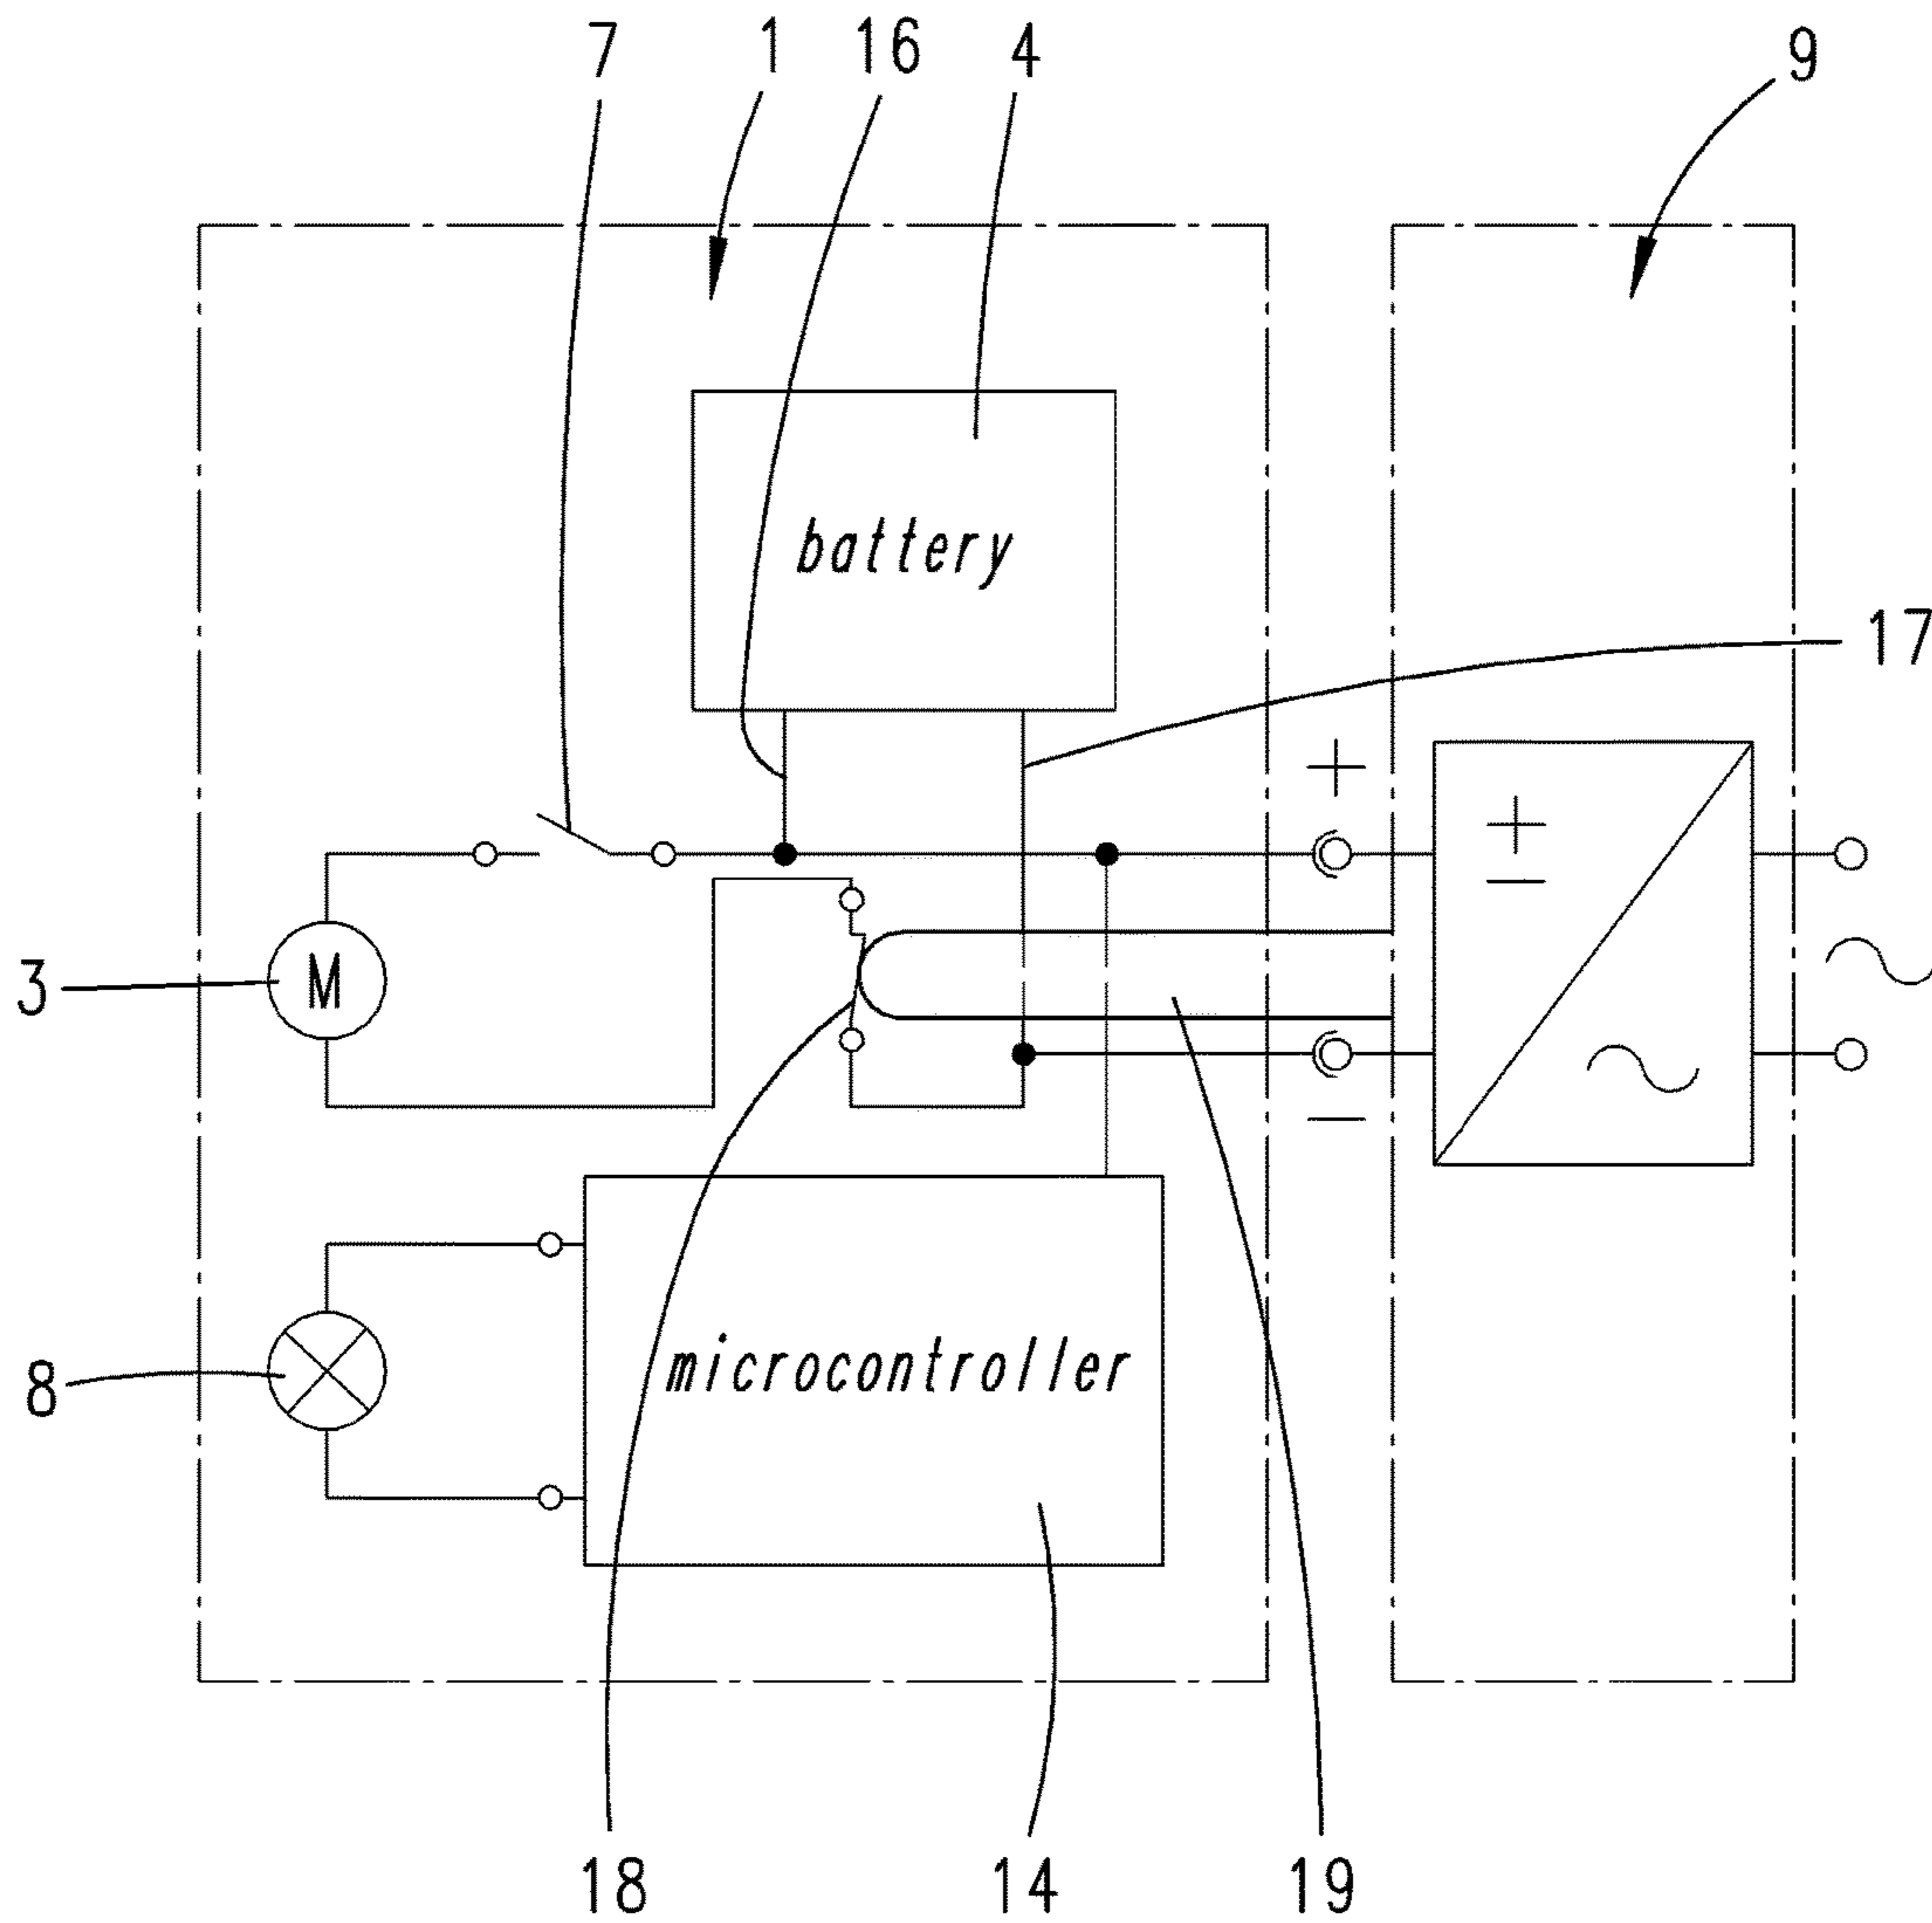 7 1 16 4 9
battery
17
+
+
−
M
3
−
microcontroller
8
18 14 19